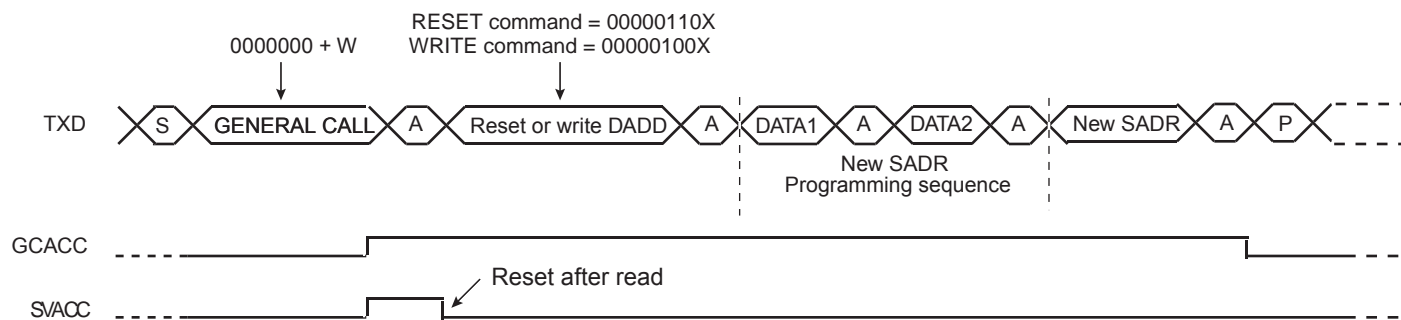 RESET command = 00000110X
0000000 + W
WRITE command = 00000100X
TXD
S
GENERAL CALL
A
Reset or write DADD
A
DATA1
A
DATA2
A
New SADR
A
P
New SADR
Programming sequence
GCACC
Reset after read
SVACC